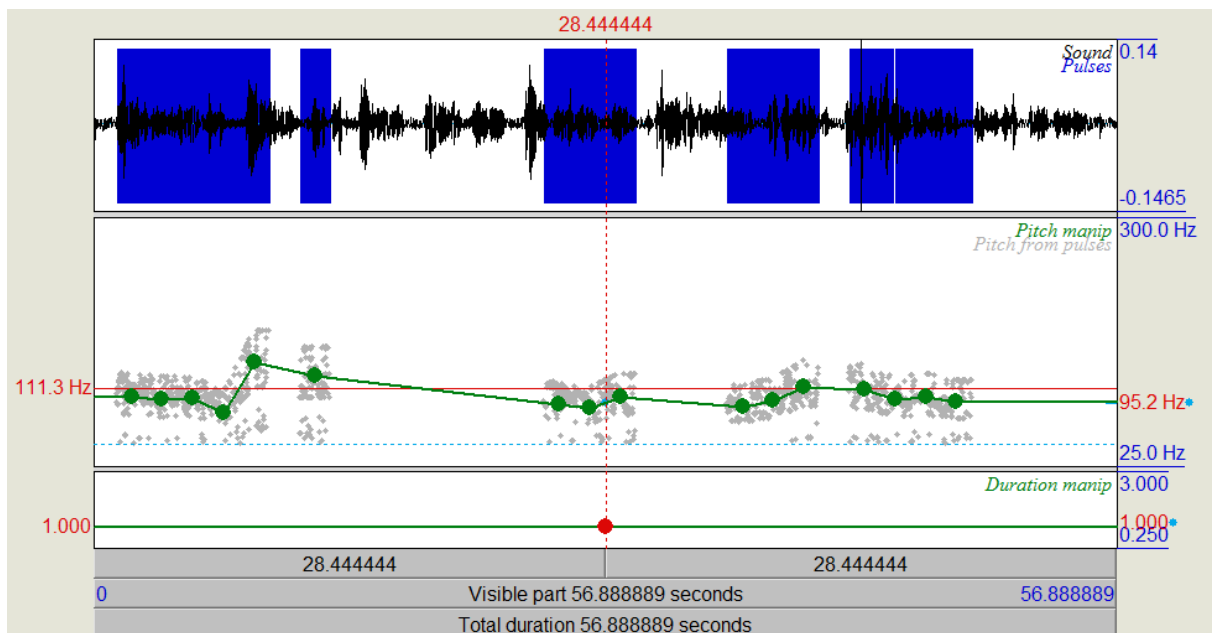 28.444444
Sound
Pulses
0.14
-0.1465
Pitch manip
Pitch from pulses
300.0 Hz
111.3 Hz
95.2 Hz
25.0 Hz
Duration manip
3.000
1.000
1.000
0.250
28.444444
28.444444
0
Visible part 56.888889 seconds
56.888889
Total duration 56.888889 seconds